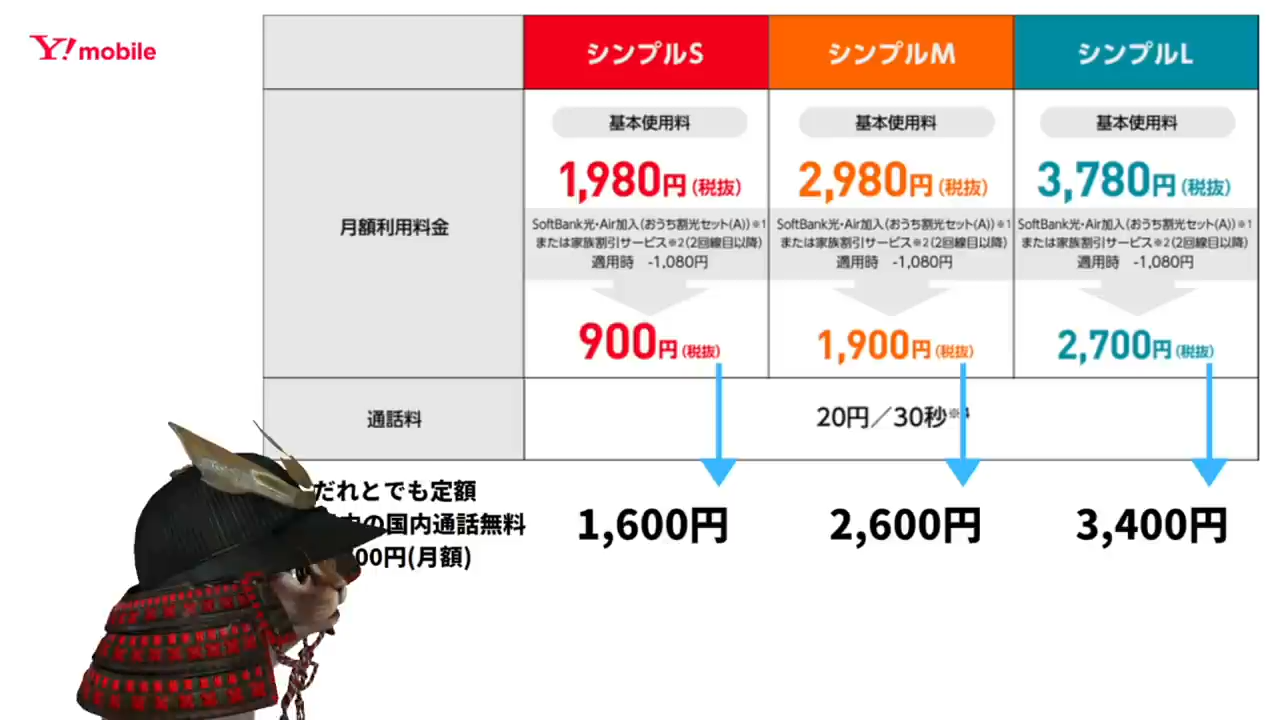 Y!mobile
シンプルS
シンプルM
シンプルL
月額利用料金
基本使用料
1,980円(税抜)
SoftBank光・Air加入(おうち割光セット(A))※1
または家族割引サービス※2(2回線目以降)
適用時 -1,080円
900円(税抜)
基本使用料
2,980円(税抜)
SoftBank光・Air加入(おうち割光セット(A))※1
または家族割引サービス※2(2回線目以降)
適用時 -1,080円
1,900円(税抜)
基本使用料
3,780円(税抜)
SoftBank光・Air加入(おうち割光セット(A))※1
または家族割引サービス※2(2回線目以降)
適用時 -1,080円
2,700円(税抜)
通話料
20円/30秒※4
だれとでも定額
の国内通話無料
00円(月額)
1,600円
2,600円
3,400円